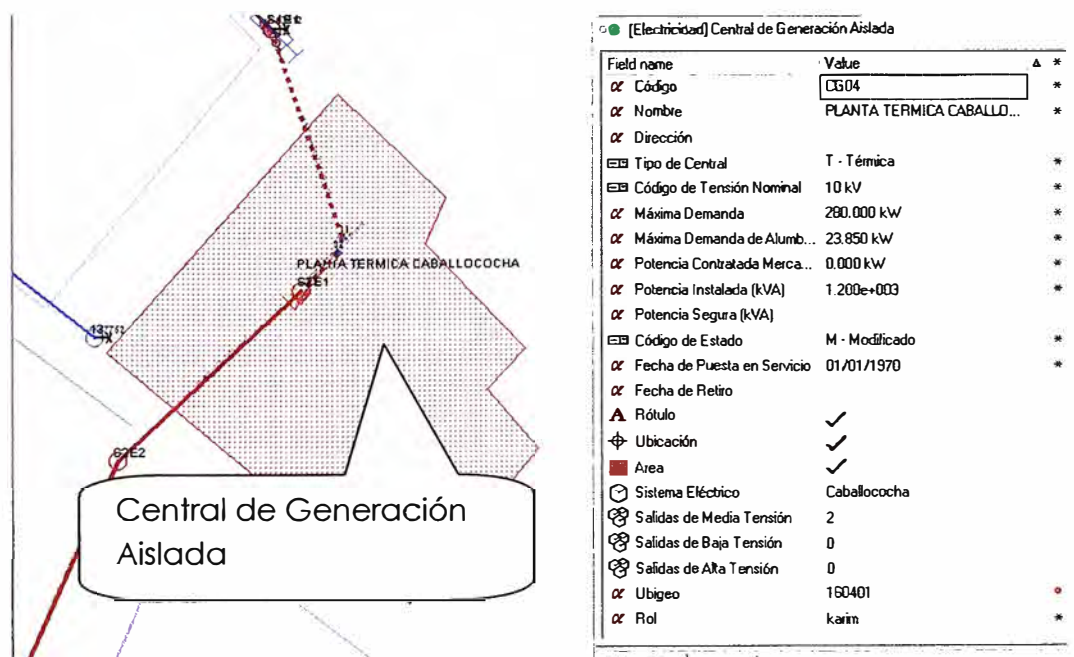 PLANTA TERMICA CABALLOCOCHA
62E1
62E2
Central de Generación
Aislada
[Electricidad] Central de Generación Aislada
Field name Value
Código CG04 *
Nombre PLANTA TERMICA CABALLO... *
Dirección
Tipo de Central T - Térmica *
Código de Tensión Nominal 10 kV *
Máxima Demanda 280.000 kW *
Máxima Demanda de Alumb... 23.850 kW *
Potencia Contratada Merca... 0.000 kW *
Potencia Instalada (kVA) 1.200e+003 *
Potencia Segura (kVA)
Código de Estado M - Modificado *
Fecha de Puesta en Servicio 01/01/1970 *
Fecha de Retiro
Rótulo ✓
Ubicación ✓
Area ✓
Sistema Eléctrico Caballococha
Salidas de Media Tensión 2
Salidas de Baja Tensión 0
Salidas de Alta Tensión 0
Ubigeo 160401
Rol karim *